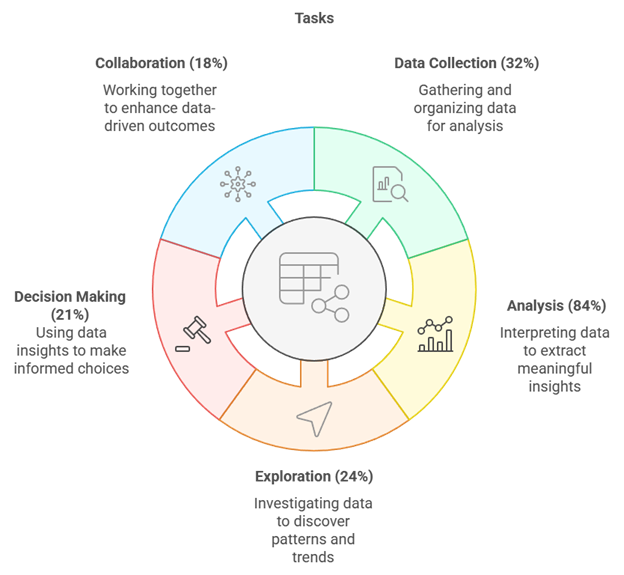 Tasks
Collaboration (18%)
Working together
to enhance data-
driven outcomes
Data Collection (32%)
Gathering and
organizing data
for analysis
Decision Making
(21%)
Using data
insights to make
informed choices
Analysis (84%)
Interpreting data
to extract
meaningful
insights
Exploration (24%)
Investigating data
to discover
patterns and
trends